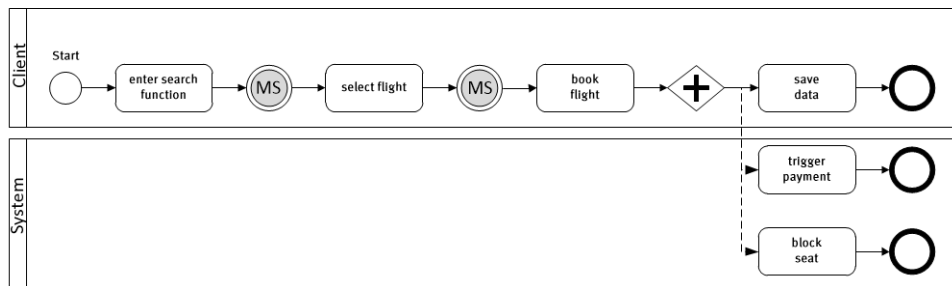 Client
Start
enter search
function
MS
select flight
MS
book
flight
save
data
System
trigger
payment
block
seat